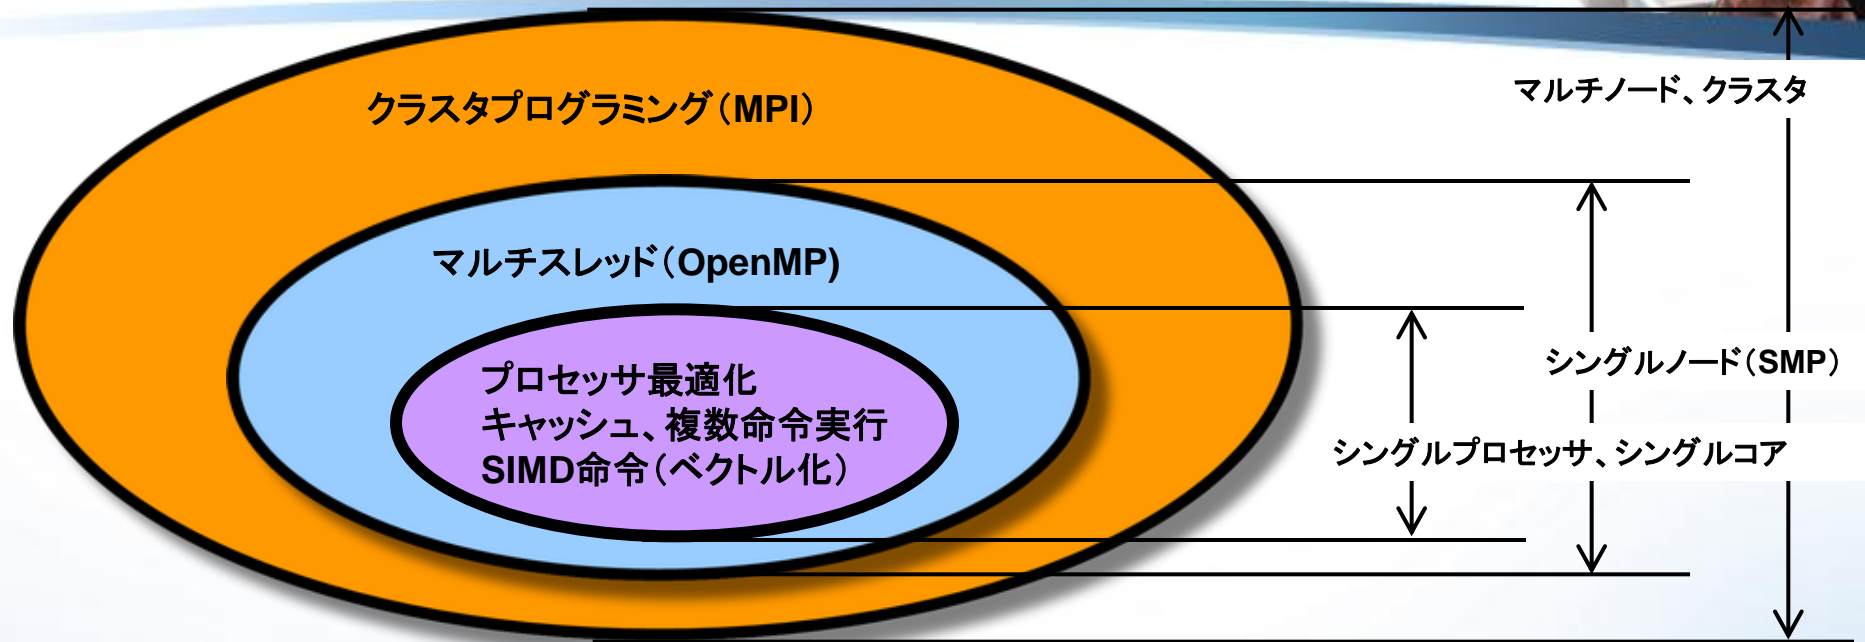 クラスタプログラミング（MPI）
マルチノード、クラスタ
マルチスレッド（OpenMP)
シングルノード（SMP）
プロセッサ最適化
キャッシュ、複数命令実行
SIMD命令（ベクトル化）
シングルプロセッサ、シングルコア